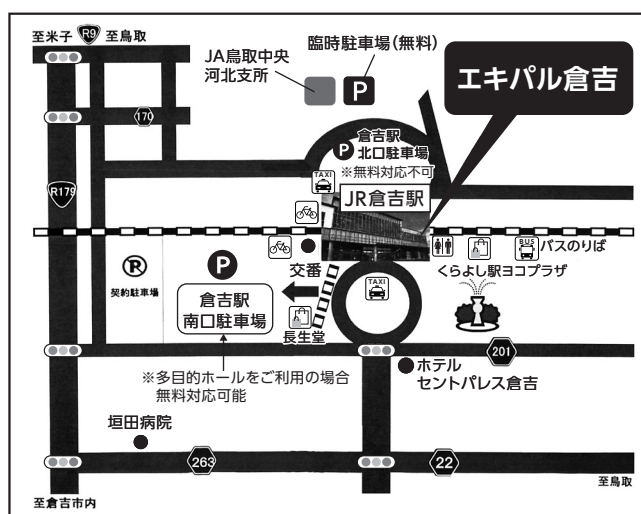 至米子
R9
至鳥取
JA鳥取中央
河北支所
臨時駐車場(無料)
P
エキパル倉吉
170
P
倉吉駅
北口駐車場
※無料対応不可
TAXI
R179
JR倉吉駅
BUS
バスのりば
くらよし駅ヨコプラザ
P
契約駐車場
P
倉吉駅
南口駐車場
交番
TAXI
長生堂
201
※多目的ホールをご利用の場合
無料対応可能
ホテル
セントパレス倉吉
垣田病院
263
22
至鳥取
至倉吉市内